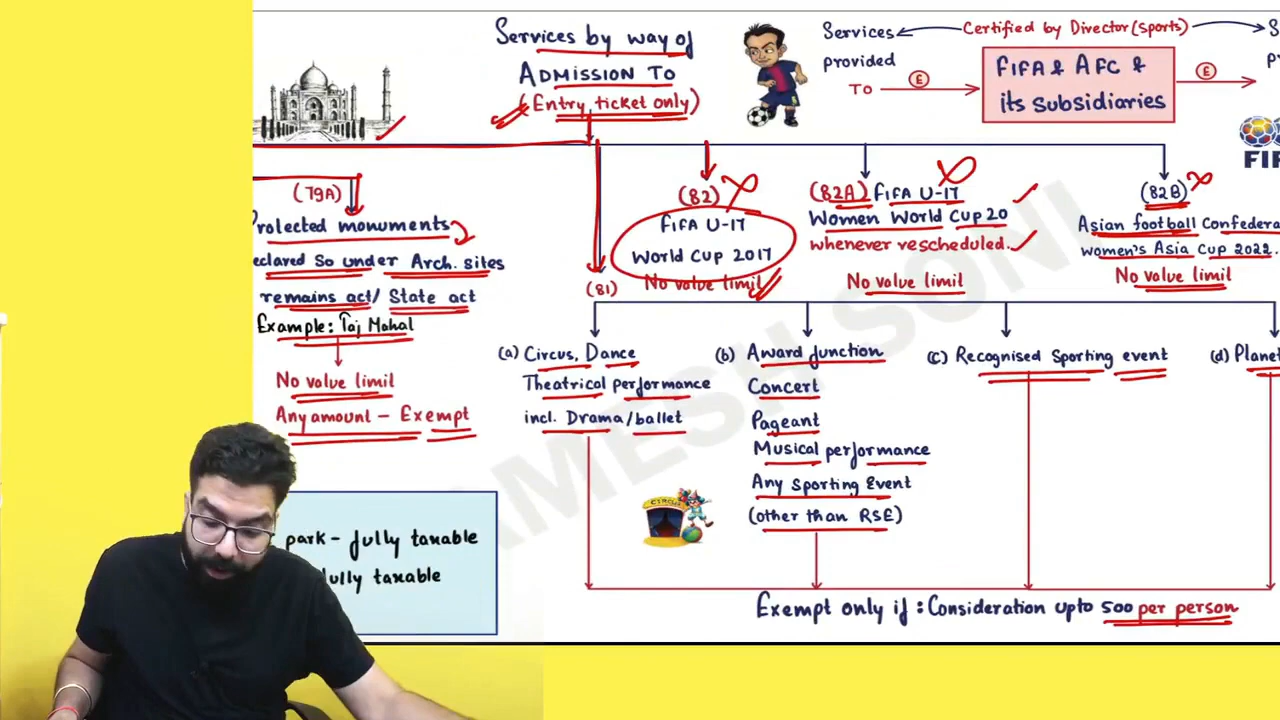 Services by way of
ADMISSION TO
(Entry ticket only)
Services
provided
TO
E
Certified by Director (sports)
FIFA & AFC &
its subsidiaries
E
FIF
(79A)
Protected monuments
eclared So under Arch. sites
remains act/ State act
Example: Taj Mahal
No value limit
Any amount - Exempt
(82)
FIFA U-17
World Cup 2017
No value limit
(82A) FIFA U-17
Women World Cup 20
whenever rescheduled.
No value limit
(82B)
Asian football Confedera
women's Asia Cup 2022.
No value limit
(81)
(a) Circus, Dance
Theatrical performance
incl. Drama/ballet
(b) Award function
Concert
Pageant
Musical performance
Any sporting Event
(other than RSE)
(c) Recognised Sporting event
(d) Planet
CIRCUS
park - fully taxable
fully taxable
Exempt only if : Consideration upto 500 per person
AMESH SONI